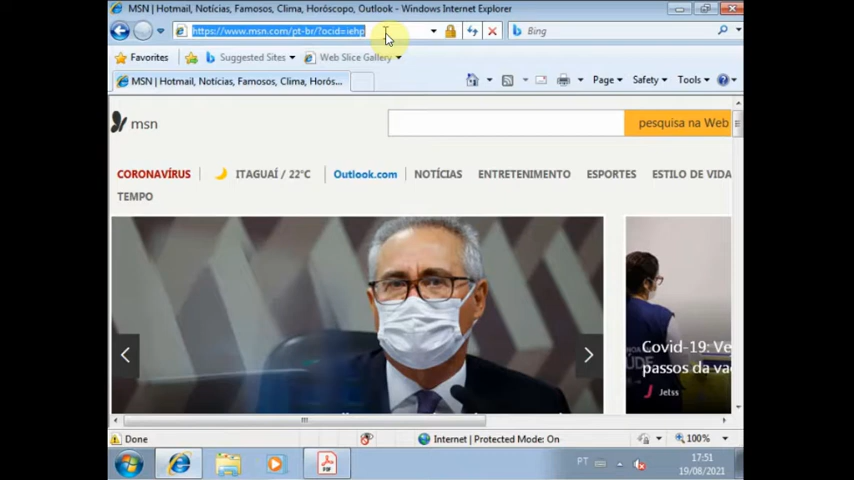 MSN | Hotmail, Notícias, Famosos, Clima, Horóscopo, Outlook - Windows Internet Explorer
https://www.msn.com/pt-br/?ocid=iehp
Bing
Favorites
Suggested Sites
Web Slice Gallery
MSN | Hotmail, Notícias, Famosos, Clima, Horós...
Page
Safety
Tools
msn
pesquisa na Web
CORONAVÍRUS
ITAGUAÍ / 22°C
Outlook.com
NOTÍCIAS
ENTRETENIMENTO
ESPORTES
ESTILO DE VIDA
TEMPO
Covid-19: Ve
passos da va
Jetss
Done
Internet | Protected Mode: On
100%
PDF
PT
17:51
19/08/2021